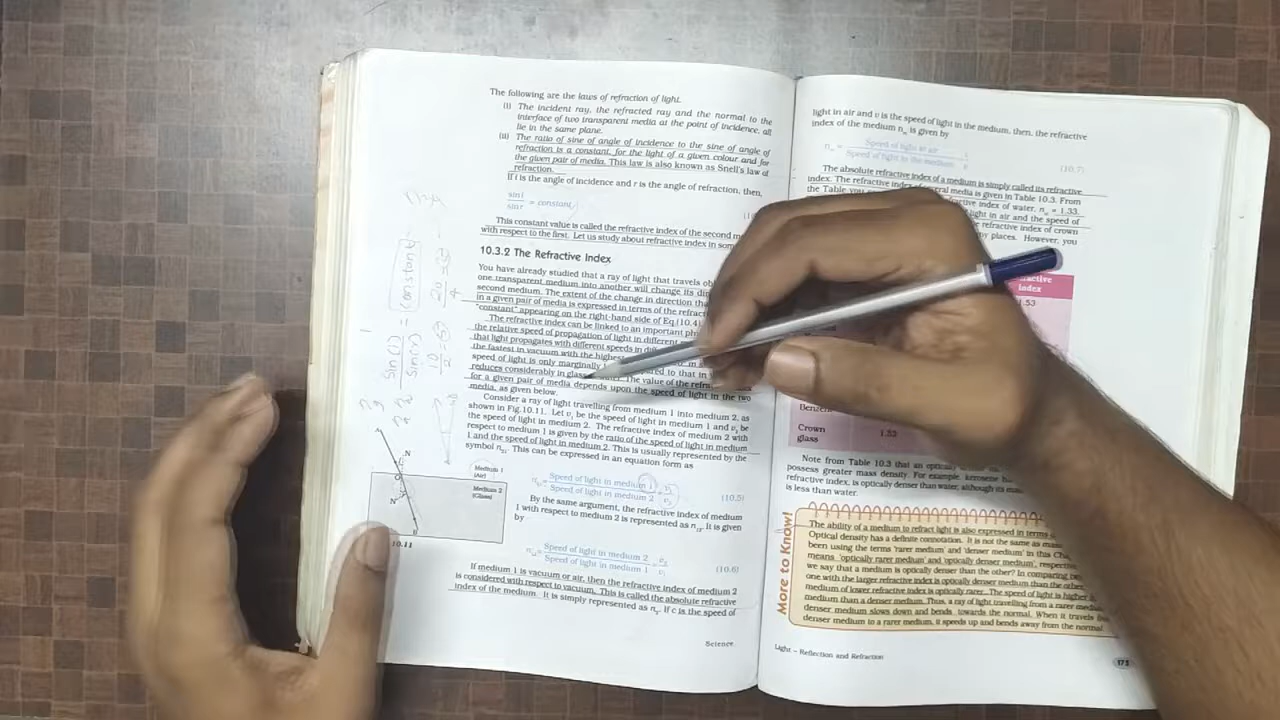 The following are the laws of refraction of light.
(i) The incident ray, the refracted ray and the normal to the
interface of two transparent media at the point of incidence, all
lie in the same plane.
(ii) The ratio of sine of angle of incidence to the sine of angle of
refraction is a constant, for the light of a given colour and for
the given pair of media. This law is also known as Snell's law of
refraction.
If i is the angle of incidence and r is the angle of refraction, then,
sin i / sin r = constant
This constant value is called the refractive index of the second
with respect to the first. Let us study about refractive index in
10.3.2 The Refractive Index
You have already studied that a ray of light that travels
one transparent medium into another will change its
second medium. The extent of the change in direction
in a given pair of media is expressed in terms of the
"constant" appearing on the right-hand side of Eq.(10.4)
The refractive index can be linked to an important
the relative speed of propagation of light in different
that light propagates with different speeds in
the fastest in vacuum with the highest
speed of light is only marginally
reduces considerably in glass The value of the
for a given pair of media depends upon the speed of light in the two
media, as given below.
Consider a ray of light travelling from medium 1 into medium 2, as
shown in Fig.10.11. Let v₁ be the speed of light in medium 1 and v₂ be
the speed of light in medium 2. The refractive index of medium 2 with
respect to medium 1 is given by the ratio of the speed of light in medium
1 and the speed of light in medium 2. This is usually represented by the
symbol n₂₁. This can be expressed in an equation form as
n₂₁ = Speed of light in medium 1 / Speed of light in medium 2 = v₁ / v₂ (10.5)
By the same argument, the refractive index of medium
1 with respect to medium 2 is represented as n₁₂. It is given
by
n₁₂ = Speed of light in medium 2 / Speed of light in medium 1 = v₂ / v₁ (10.6)
If medium 1 is vacuum or air, then the refractive index of medium 2
is considered with respect to vacuum. This is called the absolute refractive
index of the medium. It is simply represented as n₂. If c is the speed of
Science
Sin(i) / Sin(r) = constant
N
Medium 1
(Air)
Medium 2
(Glass)
N'
10.11
light in air and v is the speed of light in the medium, then, the refractive
index of the medium nₘ is given by
nₘ = Speed of light in air / Speed of light in the medium = c / v (10.7)
The absolute refractive index of a medium is simply called its refractive
index. The refractive index of several media is given in Table 10.3. From
the Table you refractive index of water, = 1.33.
light in air and the speed of
refractive index of crown
many places. However, you
index
1.53
Crown
glass
1.52
Note from Table 10.3 that an optically
possess greater mass density. For example, kerosene
refractive index, is optically denser than water, although its
is less than water.
More to Know!
The ability of a medium to refract light is also expressed in terms
Optical density has a definite connotation. It is not the same as
been using the terms 'rarer medium' and 'denser medium' in this
means 'optically rarer medium' and 'optically denser medium',
we say that a medium is optically denser than the other? In comparing
one with the larger refractive index is optically denser medium than the
medium of lower refractive index is optically rarer. The speed of light is higher
medium than a denser medium. Thus, a ray of light travelling from a rarer
denser medium slows down and bends towards the normal. When it travels
denser medium to a rarer medium, it speeds up and bends away from the normal
Light – Reflection and Refraction
173